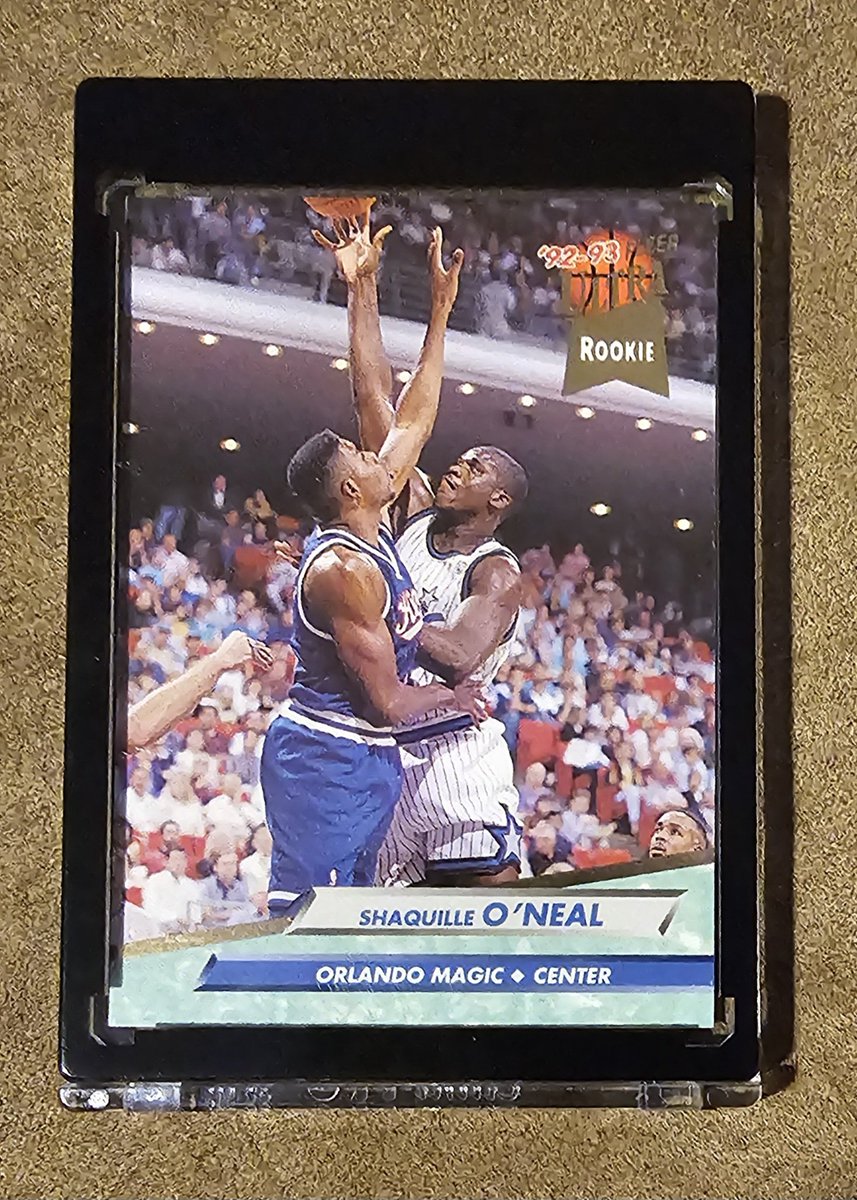 '92-93
ULTRA
ROOKIE
SHAQUILLE O'NEAL
ORLANDO MAGIC ◆ CENTER